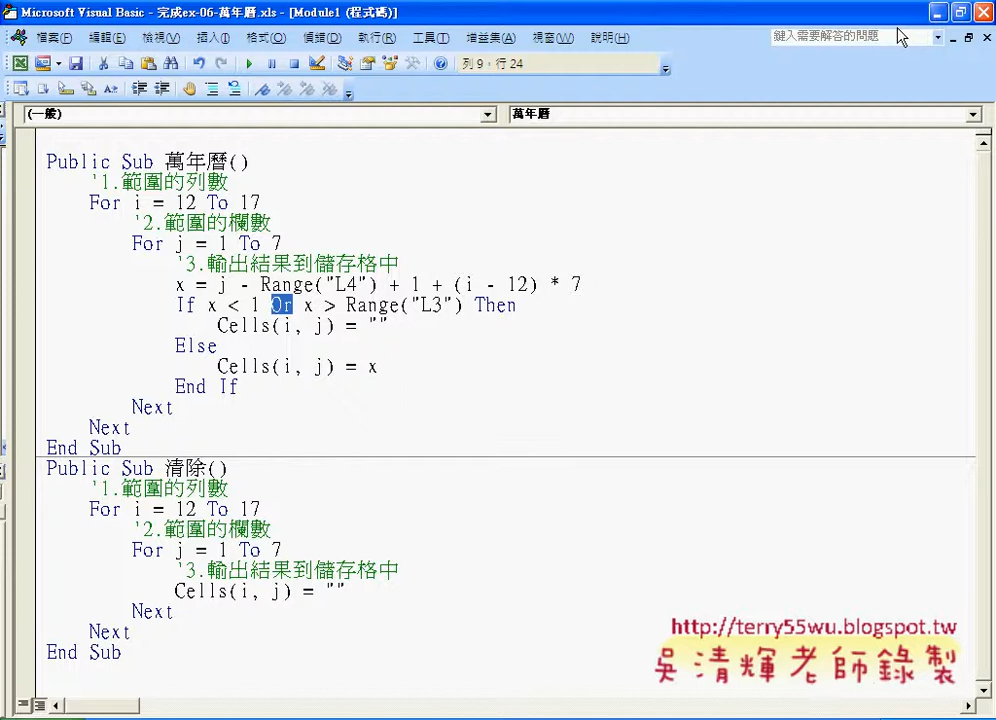 Microsoft Visual Basic - 完成ex-06-萬年曆.xls - [Module1 (程式碼)]
檔案(F) 編輯(E) 檢視(V) 插入(I) 格式(O) 偵錯(D) 執行(R) 工具(T) 增益集(A) 視窗(W) 說明(H) 鍵入需要解答的問題
列 9，行 24
(一般) 萬年曆
Public Sub 萬年曆()
'1.範圍的列數
For i = 12 To 17
'2.範圍的欄數
For j = 1 To 7
'3.輸出結果到儲存格中
x = j - Range("L4") + 1 + (i - 12) * 7
If x < 1 Or x > Range("L3") Then
Cells(i, j) = ""
Else
Cells(i, j) = x
End If
Next
Next
End Sub
Public Sub 清除()
'1.範圍的列數
For i = 12 To 17
'2.範圍的欄數
For j = 1 To 7
'3.輸出結果到儲存格中
Cells(i, j) = ""
Next
Next
End Sub
http://terry55wu.blogspot.tw
吳清輝老師錄製